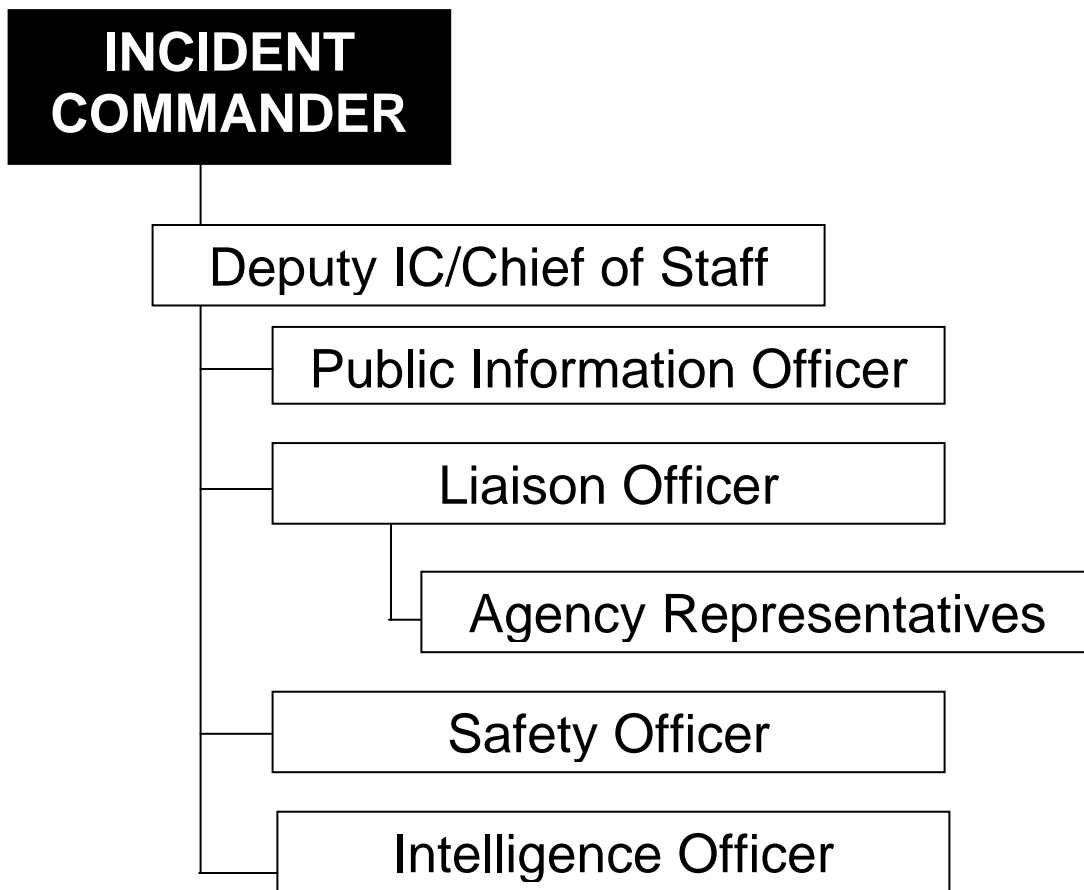 INCIDENT
COMMANDER
Deputy IC/Chief of Staff
Public Information Officer
Liaison Officer
Agency Representatives
Safety Officer
Intelligence Officer